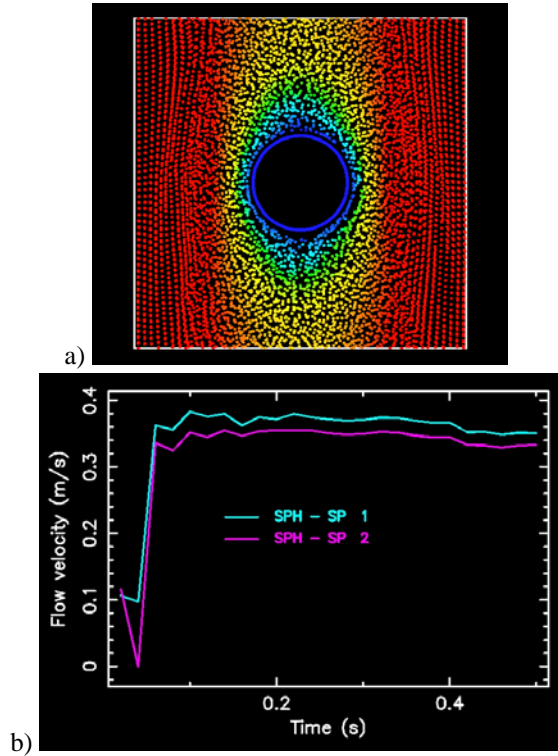 a)
0.4
0.3
0.2
0.1
0
Flow velocity (m/s)
SPH – SP 1
SPH – SP 2
0.2
0.4
Time (s)
b)